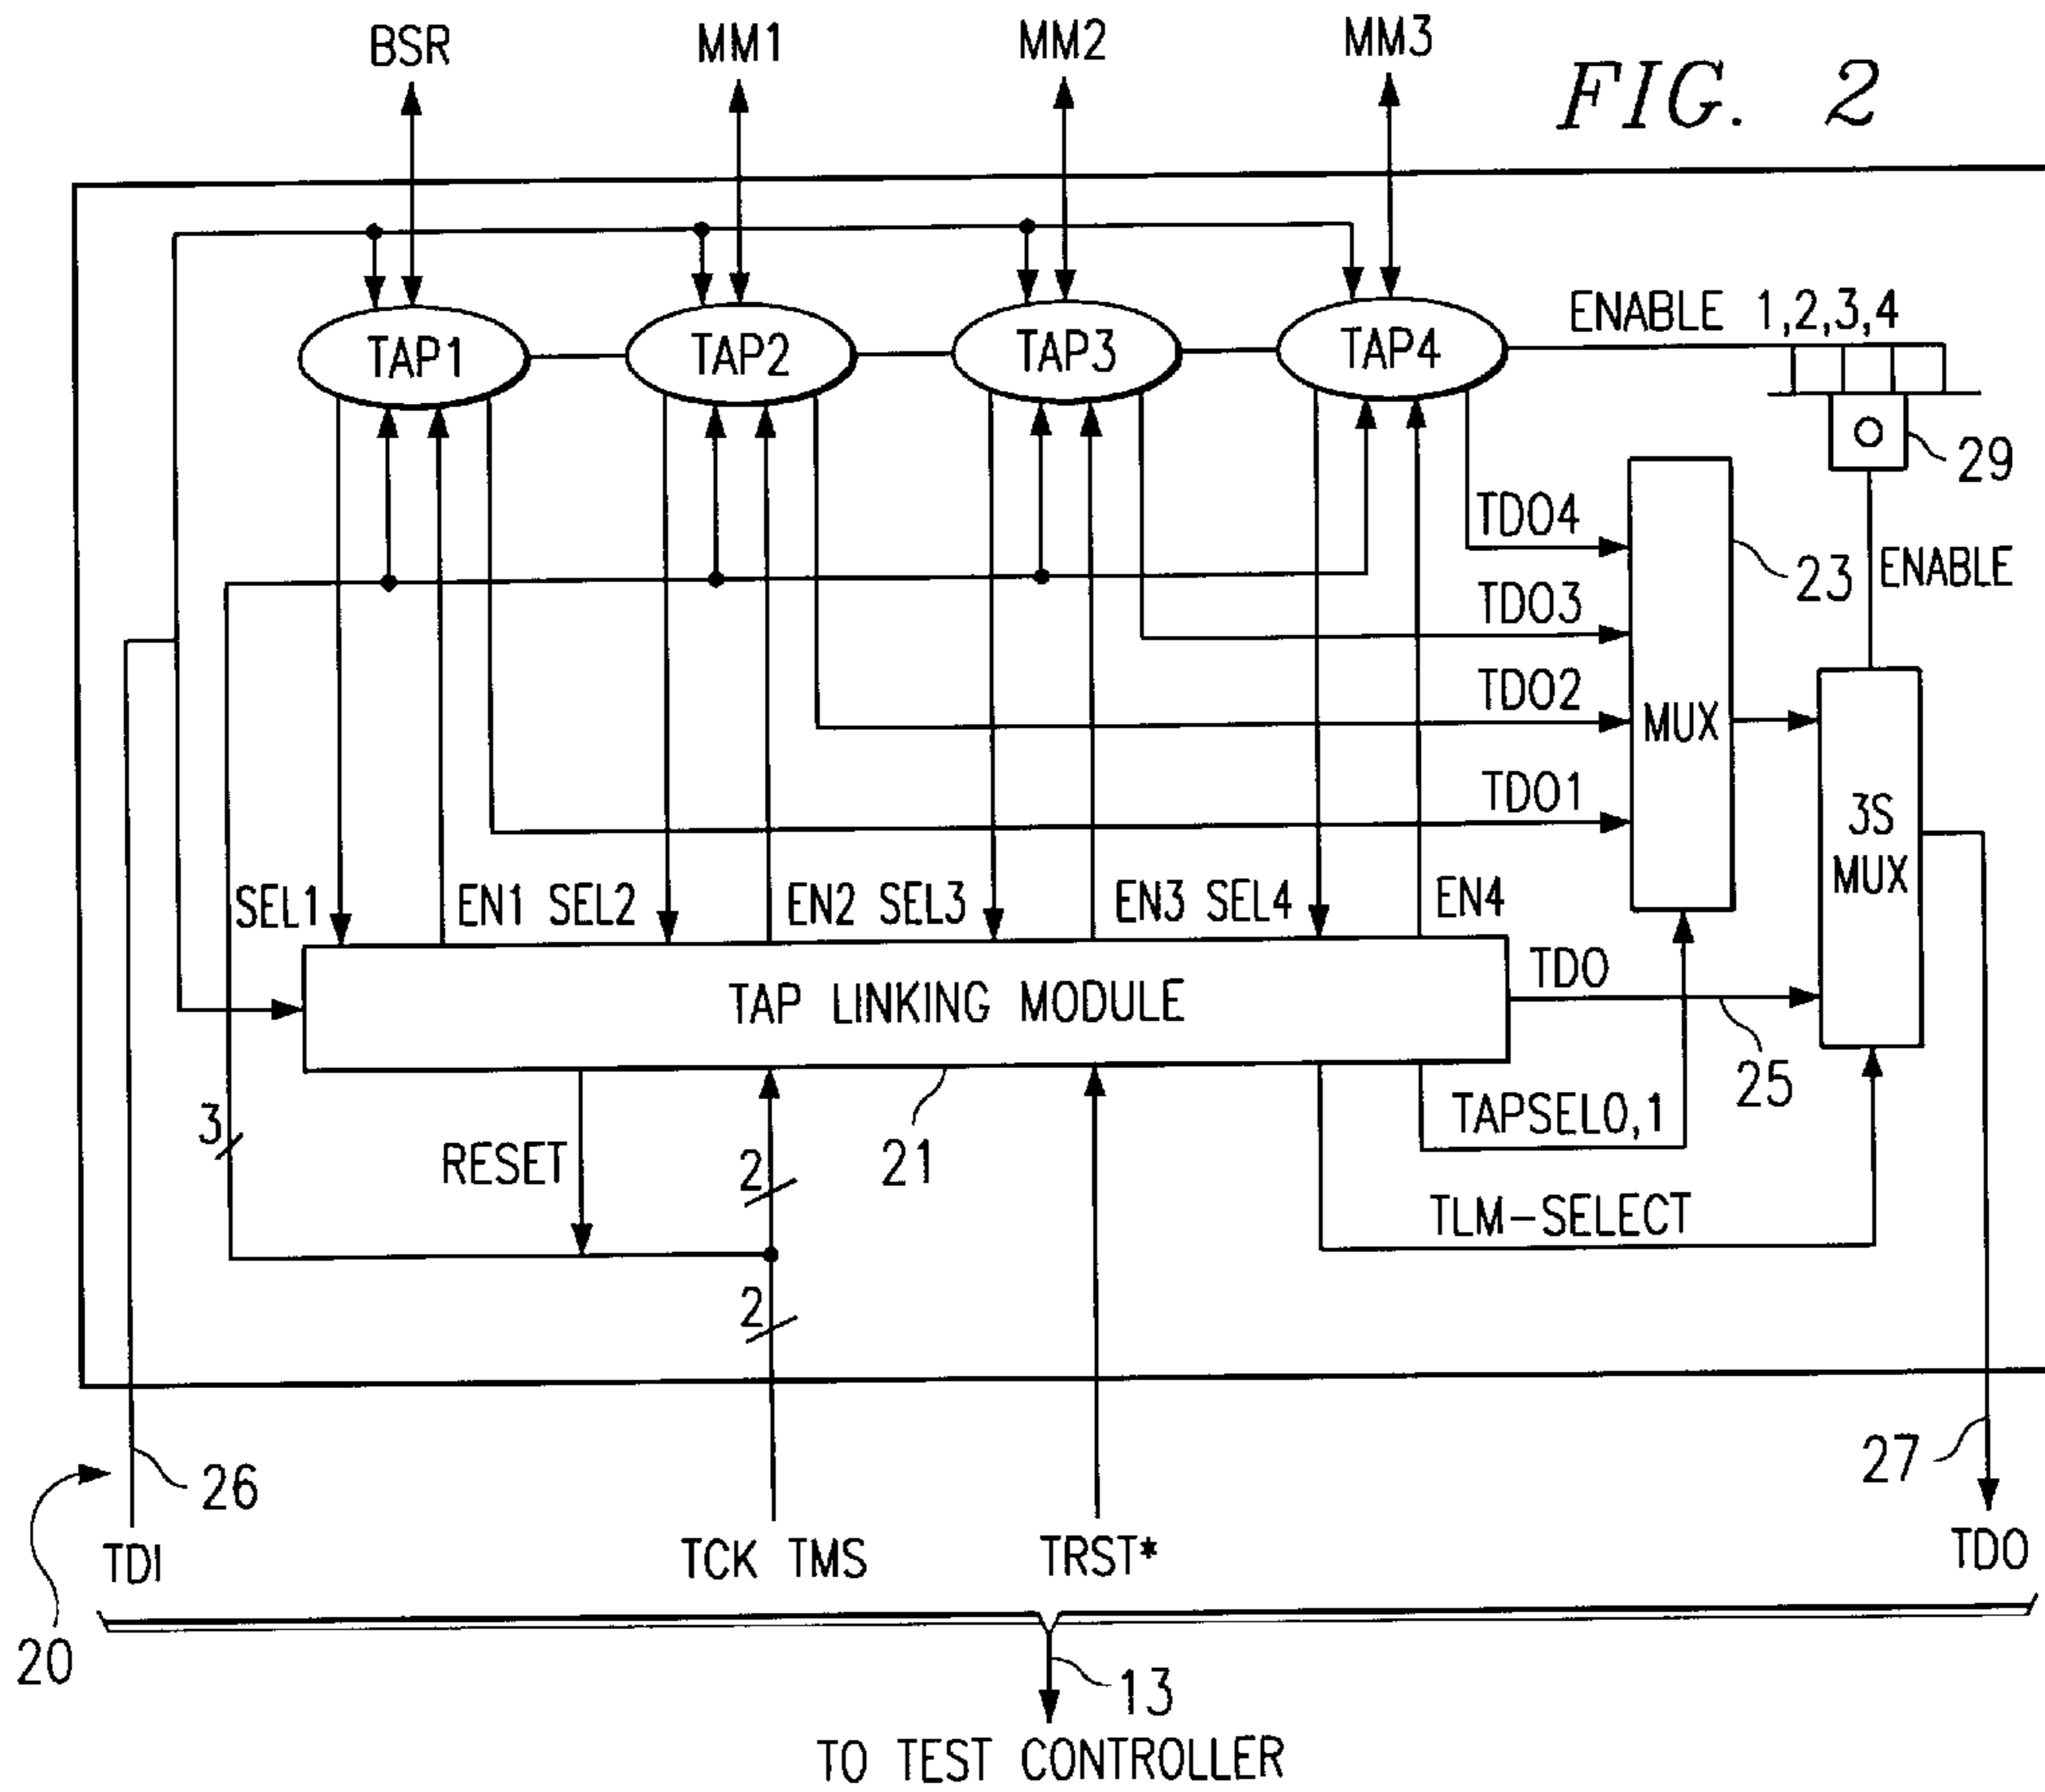 BSR MM1 MM2 MM3
FIG. 2
TAP1 TAP2 TAP3 TAP4
ENABLE 1,2,3,4
29
TDO4
23
ENABLE
TDO3
TDO2
MUX
TDO1
3S
MUX
SEL1 EN1 SEL2 EN2 SEL3 EN3 SEL4 EN4
TAP LINKING MODULE
TDO
25
3
RESET
2
21
TAPSEL0,1
TLM-SELECT
2
26
27
20
TDI
TCK TMS
TRST*
TDO
13
TO TEST CONTROLLER